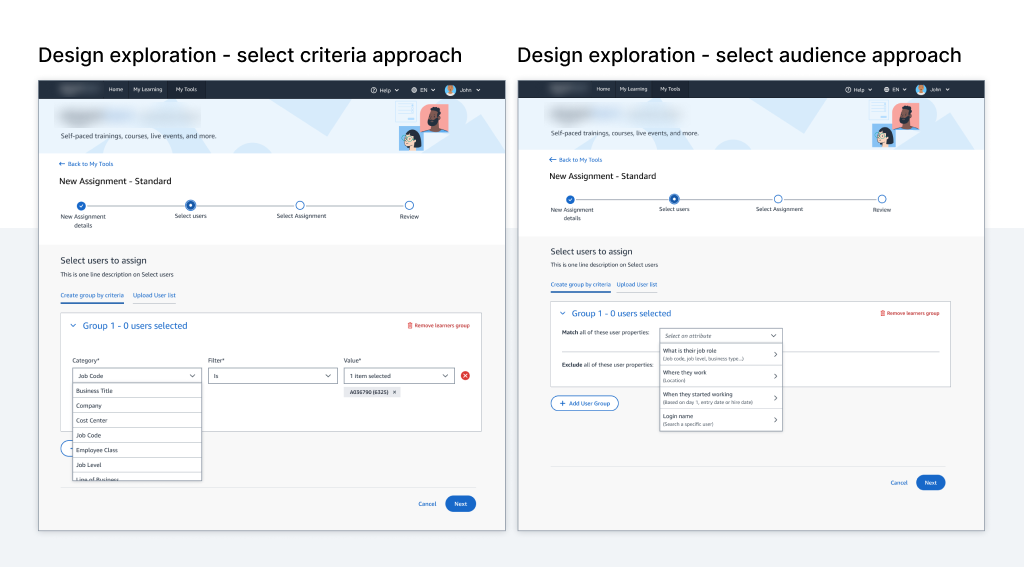 Design exploration - select criteria approach
Home My Learning My Tools Help EN John
Self-paced trainings, courses, live events, and more.
Back to My Tools
New Assignment - Standard
New Assignment details Select users Select Assignment Review
Select users to assign
This is one line description on Select users
Create group by criteria Upload User list
Group 1 - 0 users selected Remove learners group
Category* Filter* Value*
Job Code Is 1 item selected
A036790 (6325) ×
Business Title
Company
Cost Center
Job Code
Employee Class
Job Level
Line of Business
Cancel Next
Design exploration - select audience approach
Home My Learning My Tools Help EN John
Self-paced trainings, courses, live events, and more.
Back to My Tools
New Assignment - Standard
New Assignment details Select users Select Assignment Review
Select users to assign
This is one line description on Select users
Create group by criteria Upload User list
Group 1 - 0 users selected Remove learners group
Match all of these user properties: Select an attribute
What is their job role
(Job code, job level, business type...)
Where they work
(Location)
Exclude all of these user properties:
When they started working
(Based on day 1, entry date or hire date)
Login name
(Search a specific user)
+ Add User Group
Cancel Next